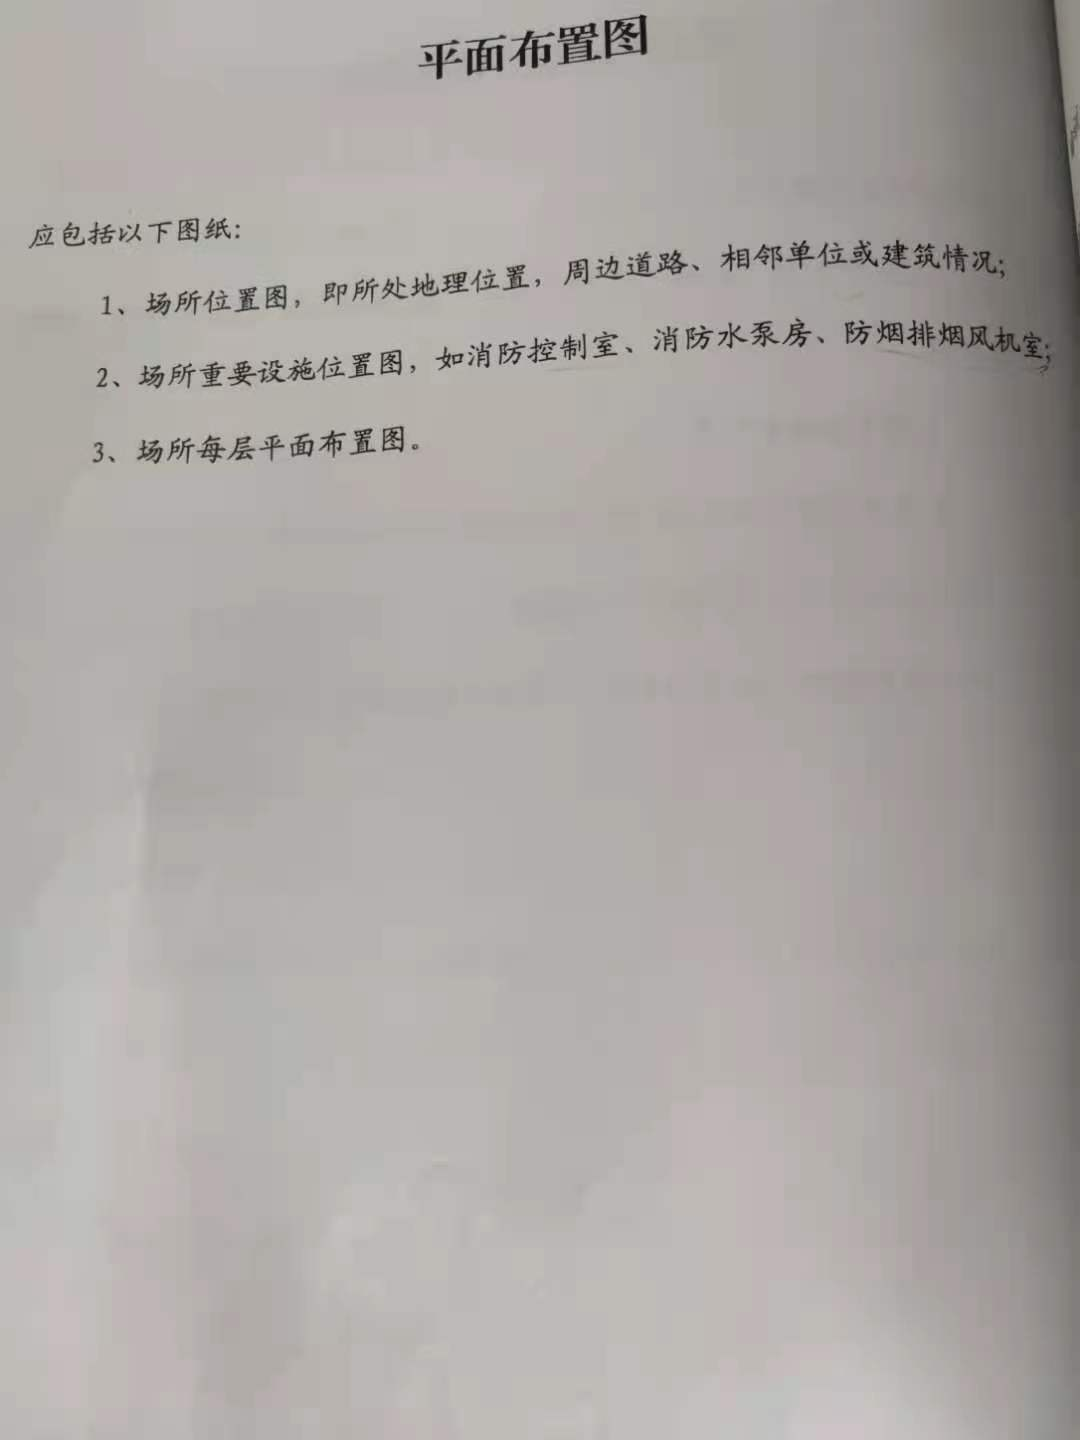 平面布置图
应包括以下图纸：
1、场所位置图，即所处地理位置，周边道路、相邻单位或建筑情况；
2、场所重要设施位置图，如消防控制室、消防水泵房、防烟排烟风机室；
3、场所每层平面布置图。